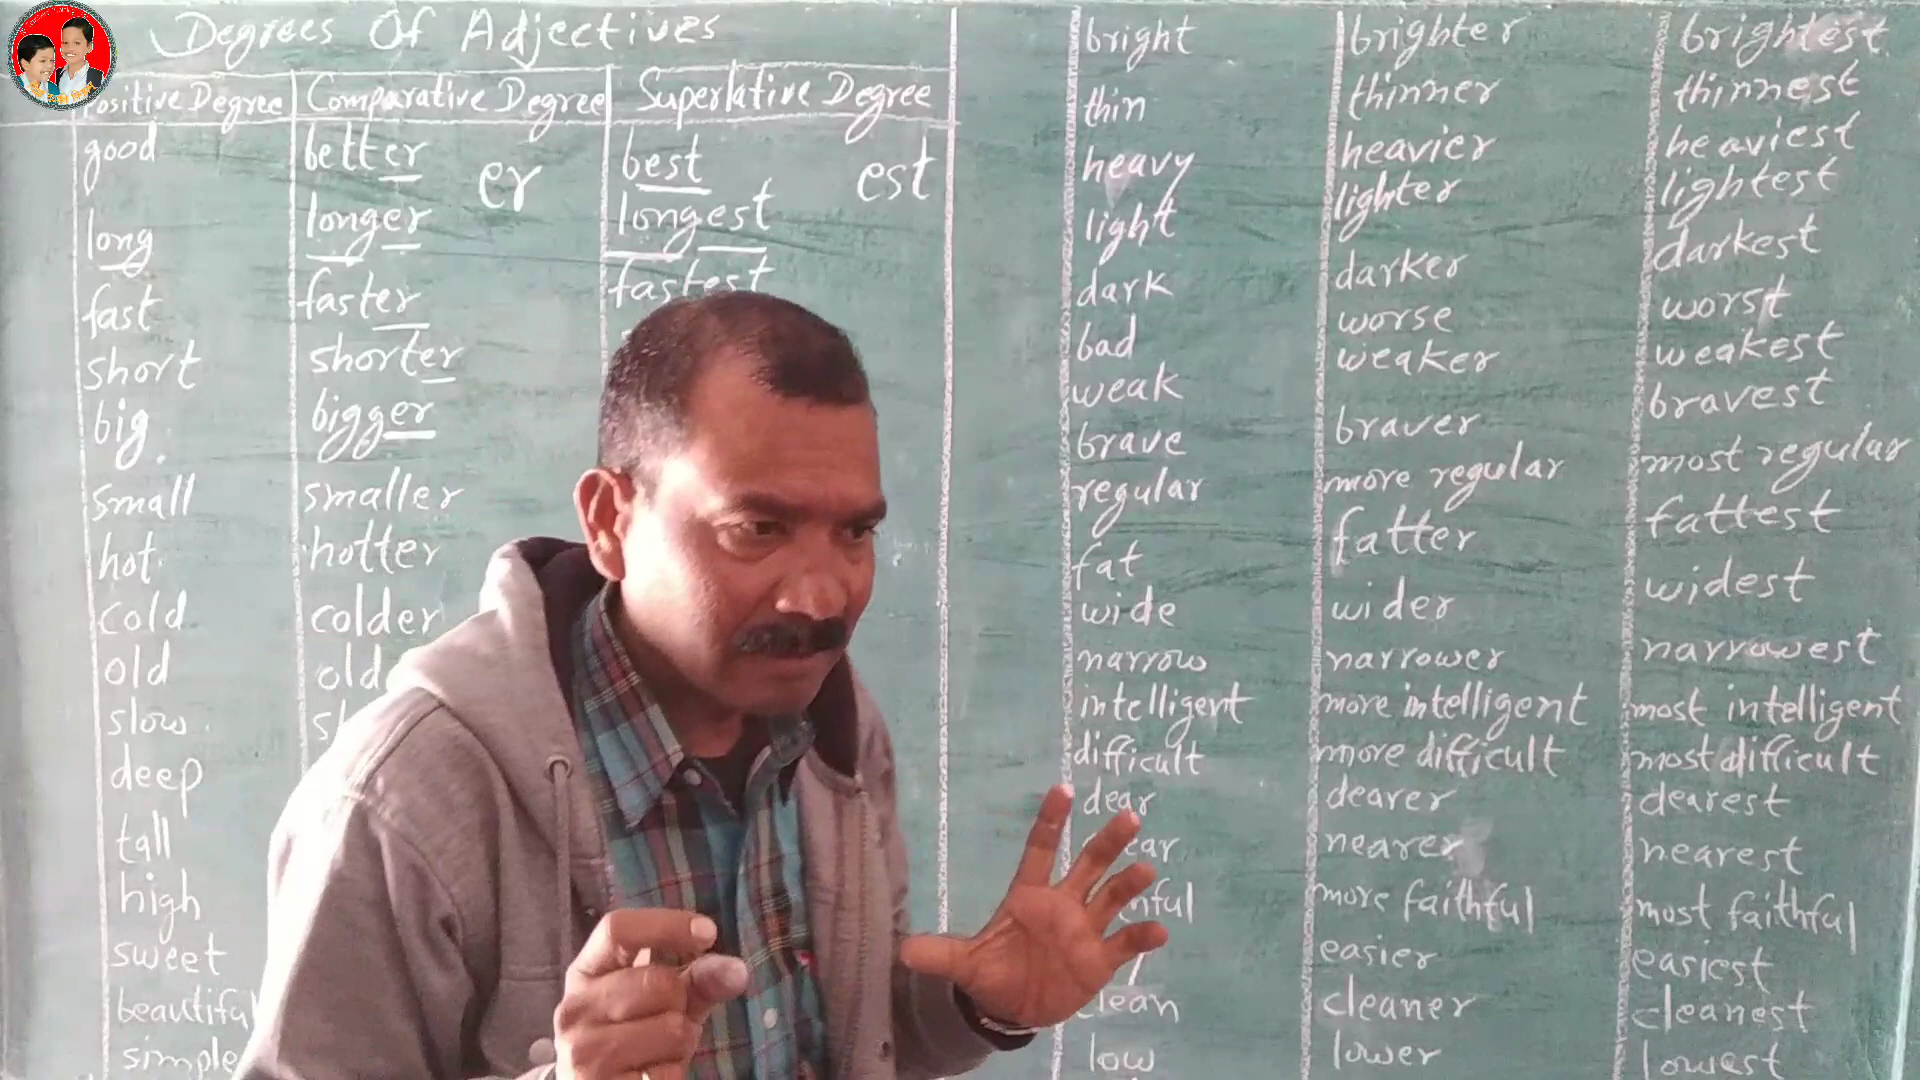 Degrees Of Adjectives
Positive Degree Comparative Degree Superlative Degree
good better er best est
long longer longest
fast faster fastest
short shorter
big. bigger
small smaller
hot. hotter
cold colder
old
slow.
deep
tall
high
sweet
beautiful
simple
bright brighter brightest
thin thinner thinnest
heavy heavier heaviest
light lighter lightest
dark darker darkest
bad worse worst
weak weaker weakest
brave braver bravest
regular more regular most regular
fat fatter fattest
wide wider widest
narrow narrower narrowest
intelligent more intelligent most intelligent
difficult more difficult most difficult
dear dearer dearest
nearer nearest
more faithful most faithful
easier easiest
clean cleaner cleanest
low lower lowest